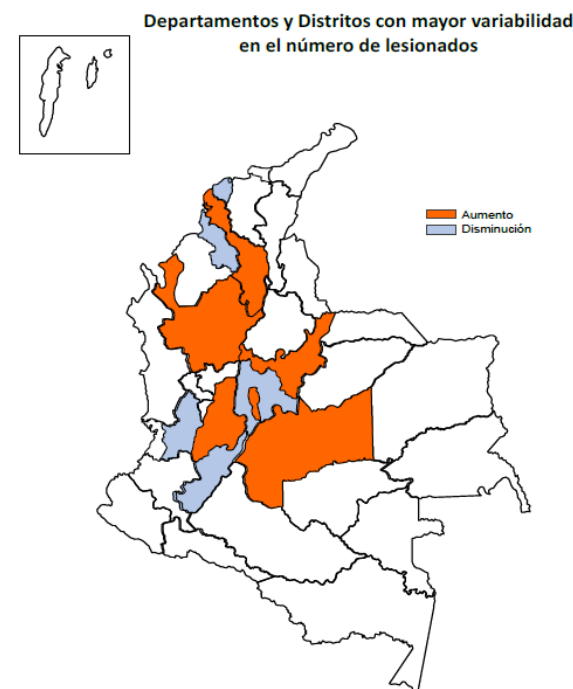 Departamentos y Distritos con mayor variabilidad
en el número de lesionados
Aumento
Disminución